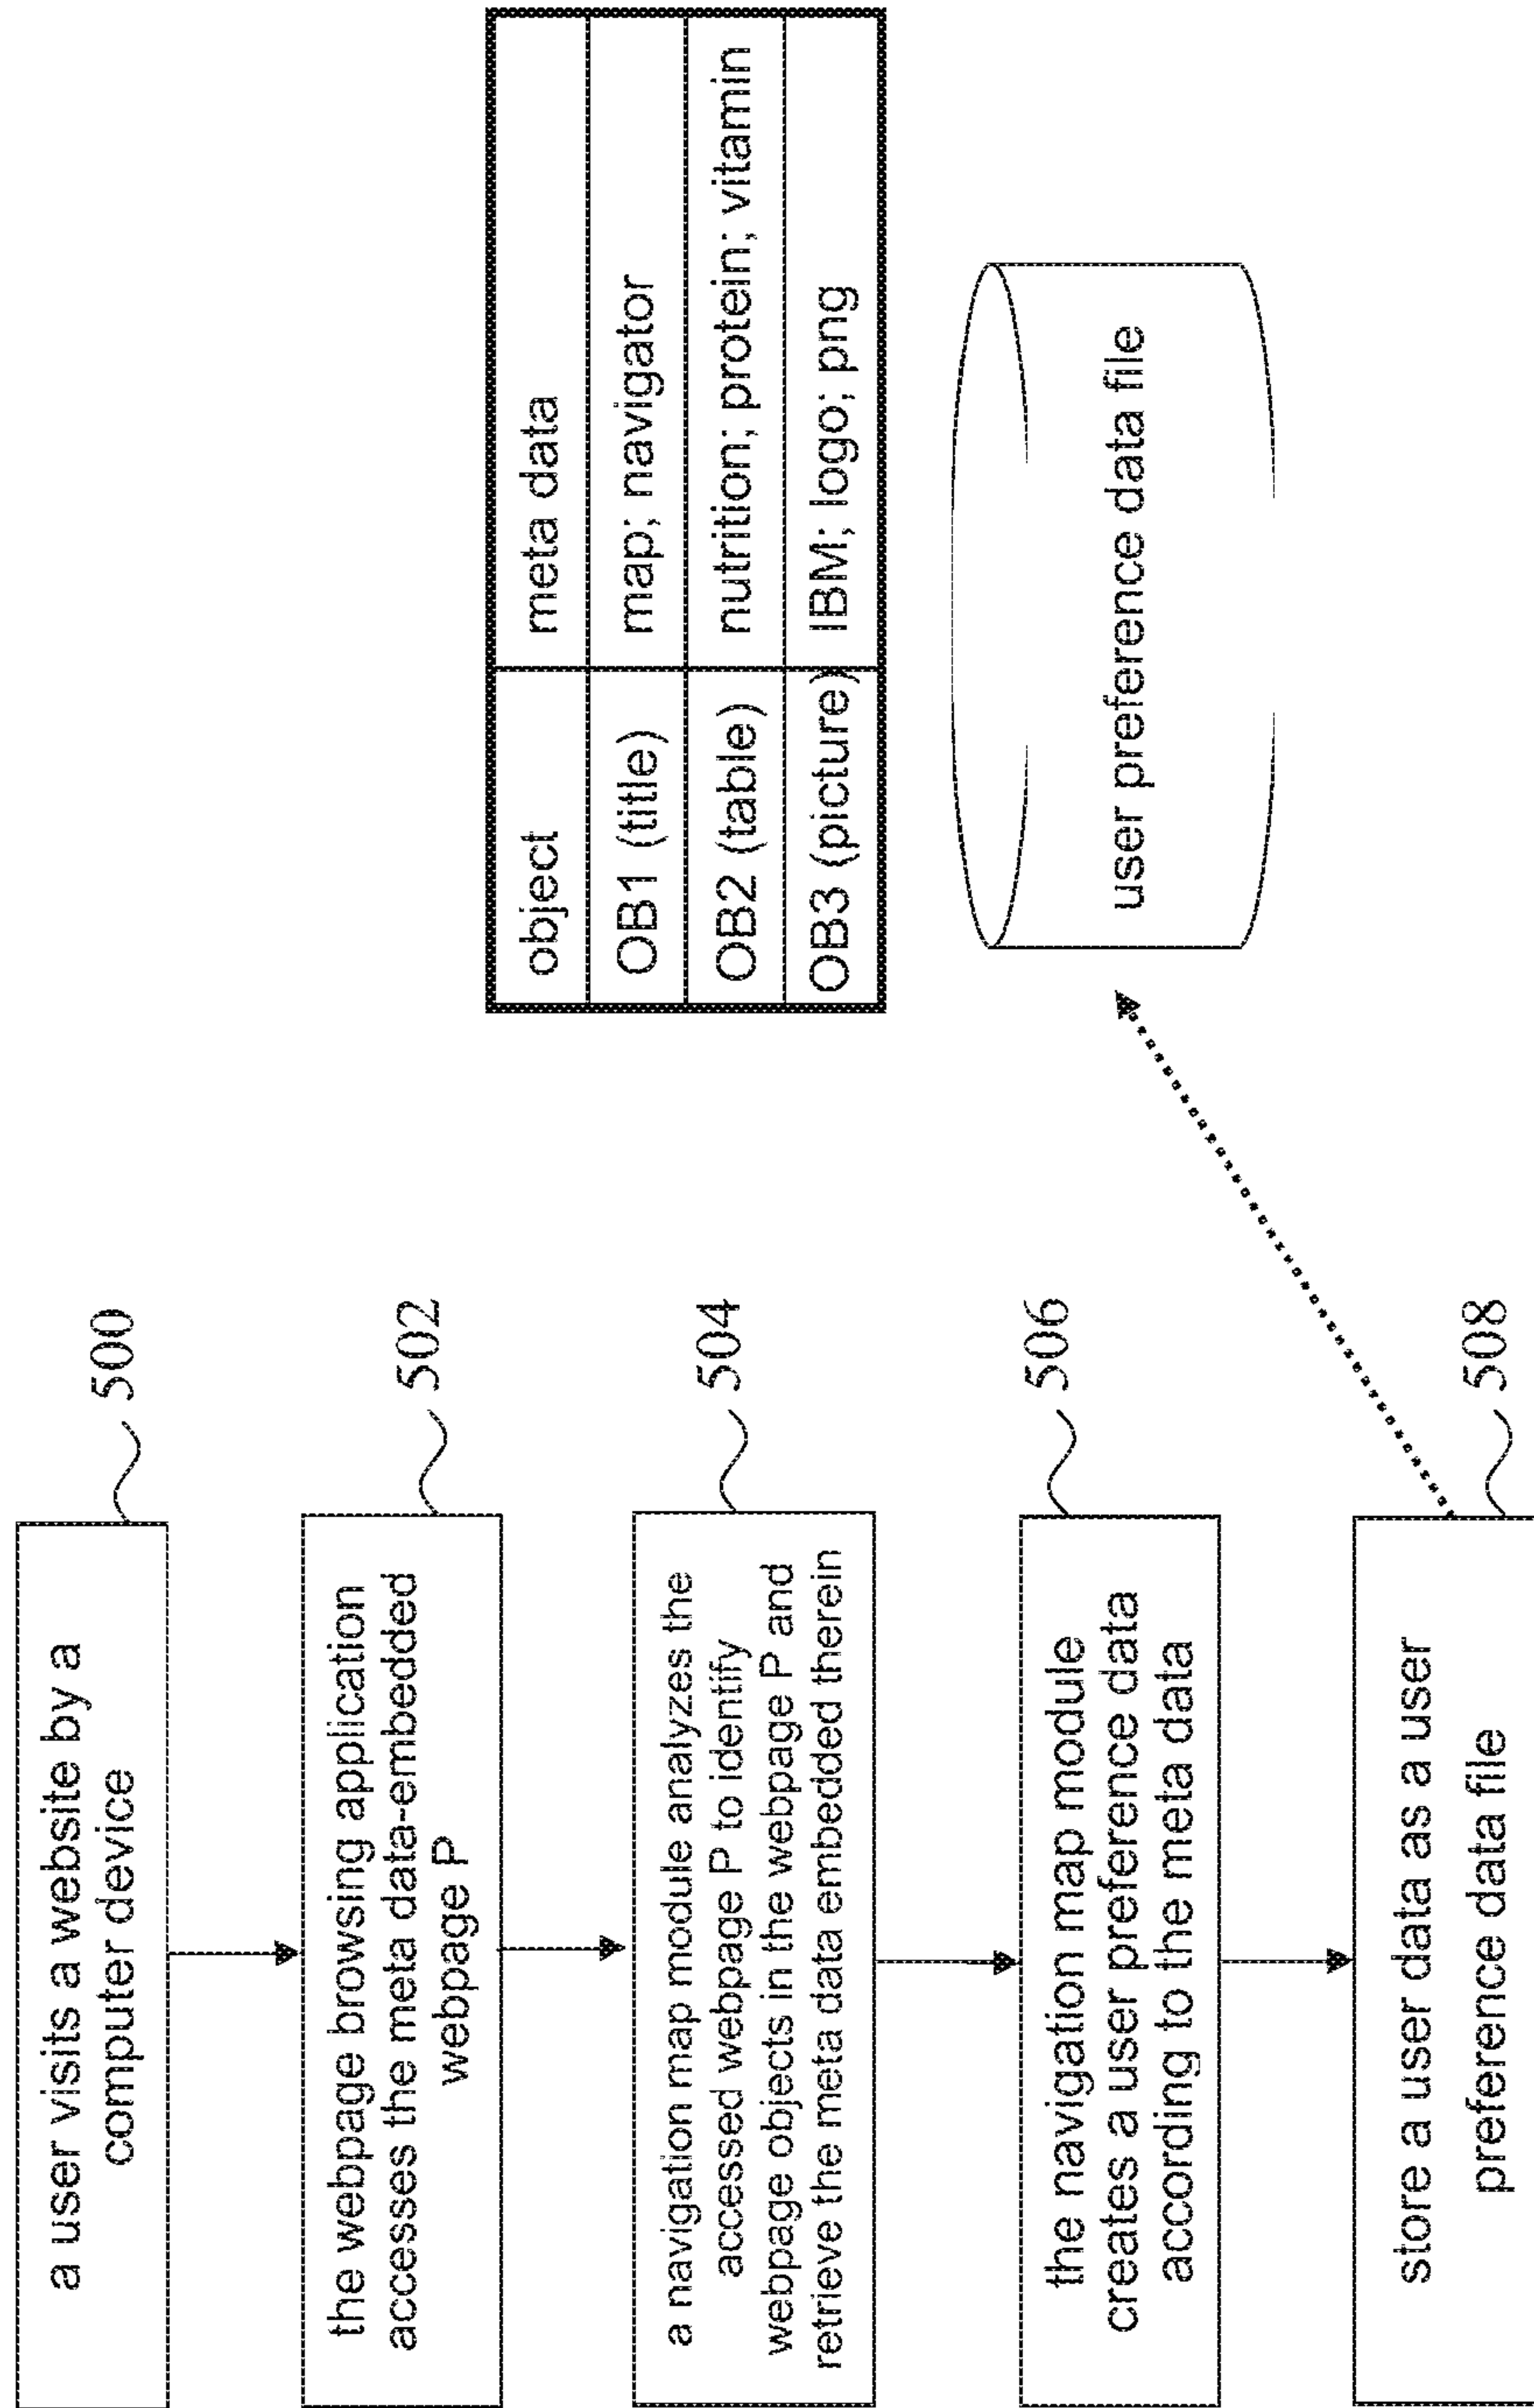 a user visits a website by a
computer device
500
the webpage browsing application
accesses the meta data-embedded
webpage P
502
a navigation map module analyzes the
accessed webpage P to identify
webpage objects in the webpage P and
retrieve the meta data embedded therein
504
the navigation map module
creates a user preference data
according to the meta data
506
store a user data as a user
preference data file
508
object meta data
OB1 (title) map; navigator
OB2 (table) nutrition; protein; vitamin
OB3 (picture) IBM; logo; png
user preference data file